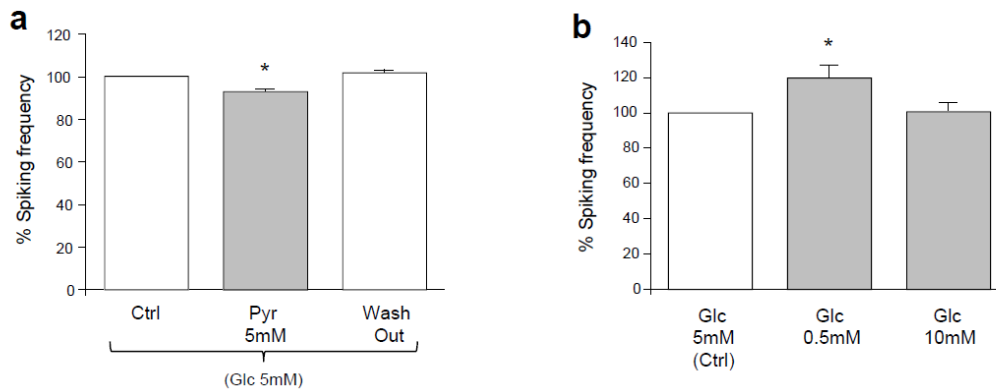 a
% Spiking frequency
120
100
80
60
40
20
0
*
Ctrl
Pyr
5mM
Wash
Out
(Glc 5mM)
b
% Spiking frequency
140
120
100
80
60
40
20
0
*
Glc
5mM
(Ctrl)
Glc
0.5mM
Glc
10mM